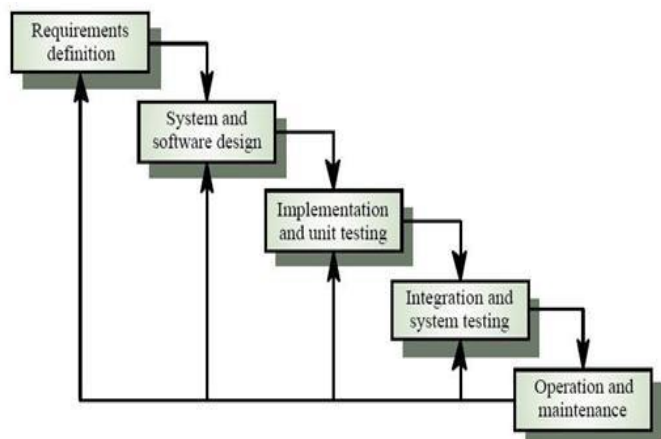 Requirements
definition
System and
software design
Implementation
and unit testing
Integration and
system testing
Operation and
maintenance